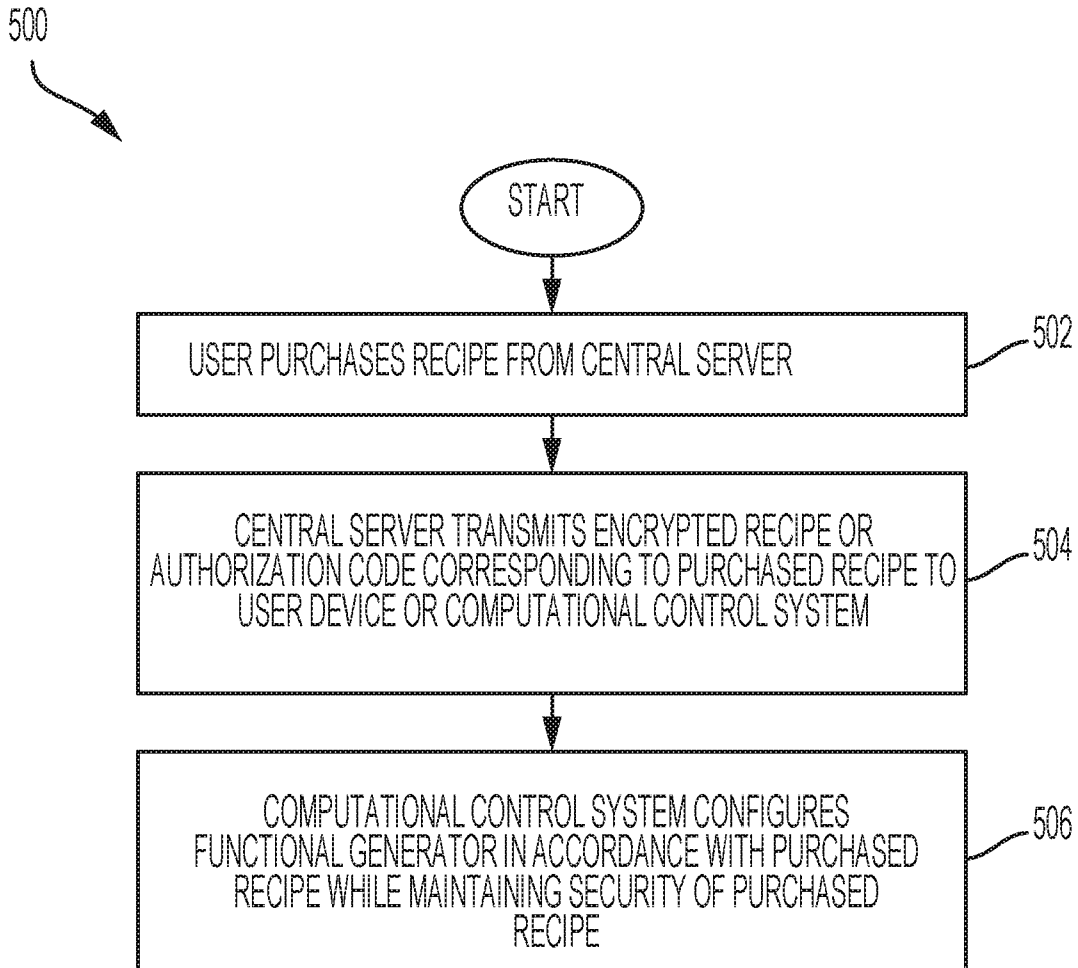 500
START
USER PURCHASES RECIPE FROM CENTRAL SERVER
502
CENTRAL SERVER TRANSMITS ENCRYPTED RECIPE OR
AUTHORIZATION CODE CORRESPONDING TO PURCHASED RECIPE TO
USER DEVICE OR COMPUTATIONAL CONTROL SYSTEM
504
COMPUTATIONAL CONTROL SYSTEM CONFIGURES
FUNCTIONAL GENERATOR IN ACCORDANCE WITH PURCHASED
RECIPE WHILE MAINTAINING SECURITY OF PURCHASED
RECIPE
506